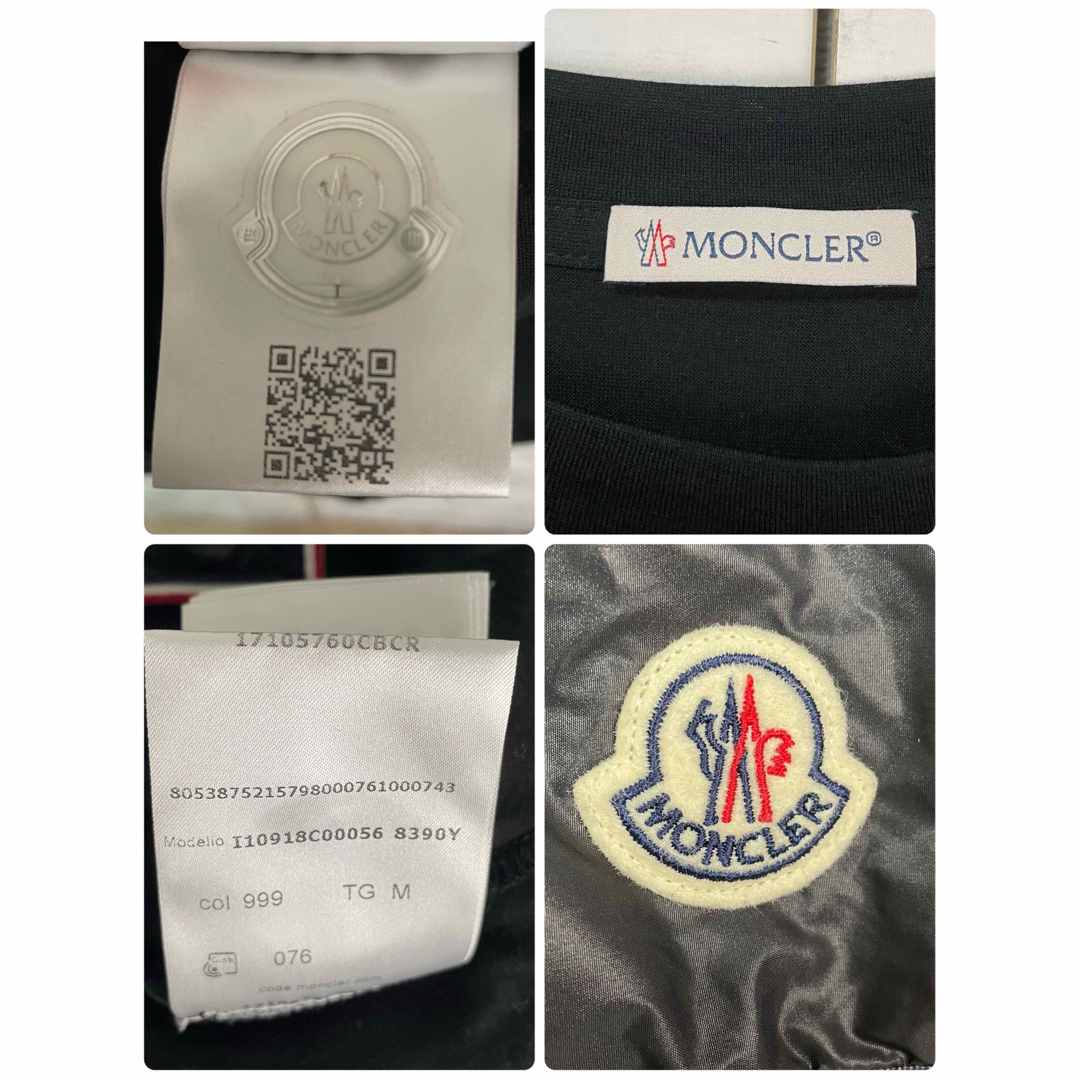 MONCLER
MONCLER®
17105760CBCR
8053875215798000761000743
Modello I10918C00056 8390Y
col 999 TG M
076
code.moncler.com
MONCLER